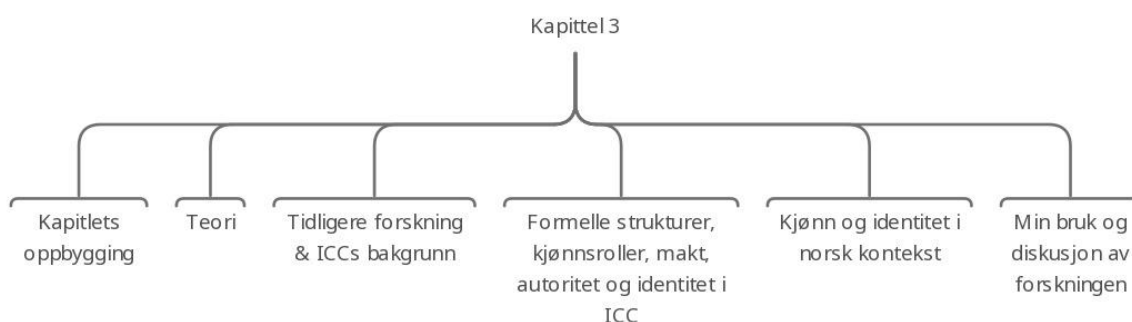 Kapittel 3
Kapitlets
oppbygging
Teori
Tidligere forskning
& ICCs bakgrunn
Formelle strukturer,
kjønnsroller, makt,
autoritet og identitet i
ICC
Kjønn og identitet i
norsk kontekst
Min bruk og
diskusjon av
forskningen